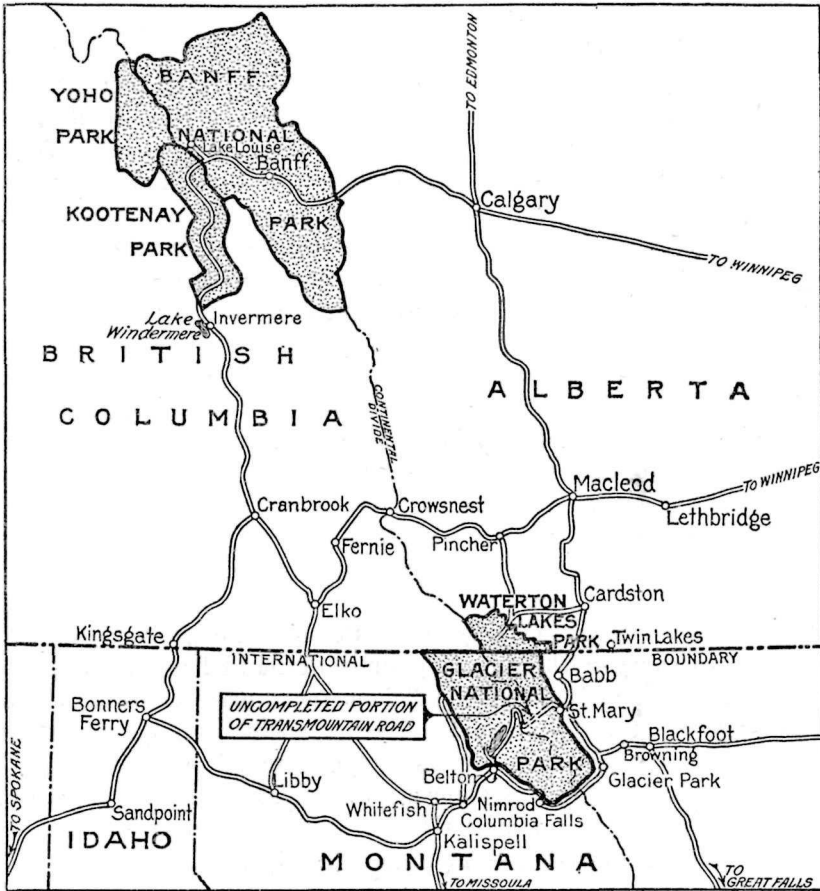 BANFF
YOHO
PARK
NATIONAL
Lake Louise
Banff
TO EDMONTON
KOOTENAY
PARK
PARK
Calgary
TO WINNIPEG
Lake
Windermere
Invermere
BRITISH
COLUMBIA
CONTINENTAL
DIVIDE
ALBERTA
Macleod
TO WINNIPEG
Lethbridge
Cranbrook
Crowsnest
Fernie
Pincher
Elko
WATERTON
LAKES
PARK
Cardston
Twin Lakes
Kingsgate
INTERNATIONAL
BOUNDARY
GLACIER
NATIONAL
PARK
Babb
UNCOMPLETED PORTION
OF TRANSMOUNTAIN ROAD
St. Mary
Bonners
Ferry
Blackfoot
Browning
Glacier Park
Belton
Libby
Whitefish
Nimrod
Columbia Falls
Sandpoint
Kalispell
TO SPOKANE
IDAHO
MONTANA
TO MISSOULA
TO
GREAT FALLS